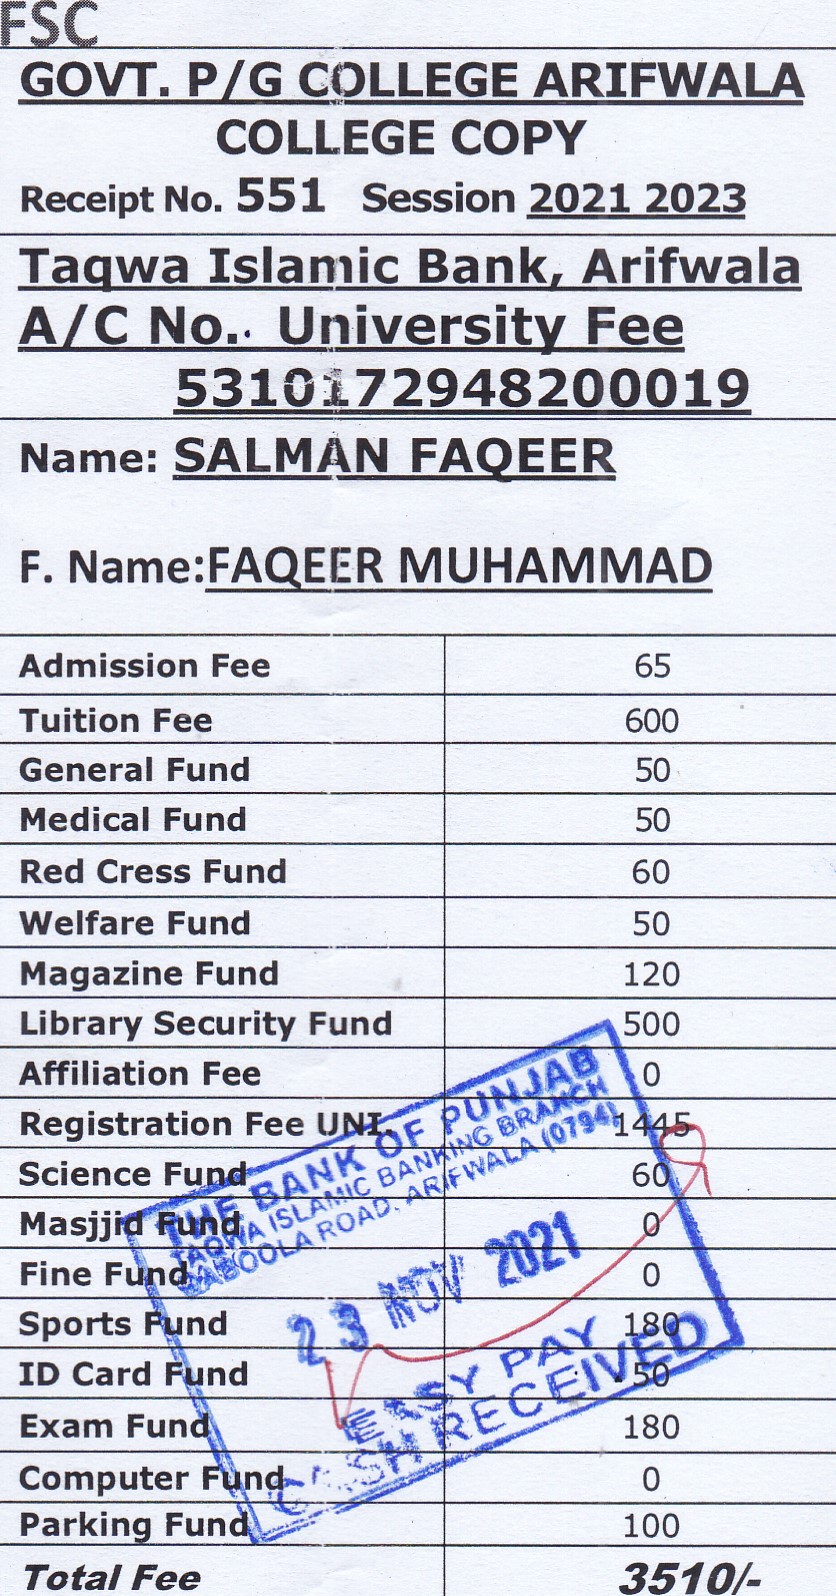 FSC
GOVT. P/G COLLEGE ARIFWALA
COLLEGE COPY
Receipt No. 551 Session 2021 2023
Taqwa Islamic Bank, Arifwala
A/C No. University Fee
5310172948200019
Name: SALMAN FAQEER
F. Name:FAQEER MUHAMMAD
Admission Fee 65
Tuition Fee 600
General Fund 50
Medical Fund 50
Red Cress Fund 60
Welfare Fund 50
Magazine Fund 120
Library Security Fund 500
Affiliation Fee 0
Registration Fee UNI. 1445
Science Fund 60
Masjjid Fund 0
Fine Fund 0
Sports Fund 180
ID Card Fund 50
Exam Fund 180
Computer Fund 0
Parking Fund 100
Total Fee 3510/-
THE BANK OF PUNJAB
TAQWA ISLAMIC BANKING BRANCH
QABOOLA ROAD, ARIFWALA (0794)
23 NOV 2021
EASY PAY
CASH RECEIVED